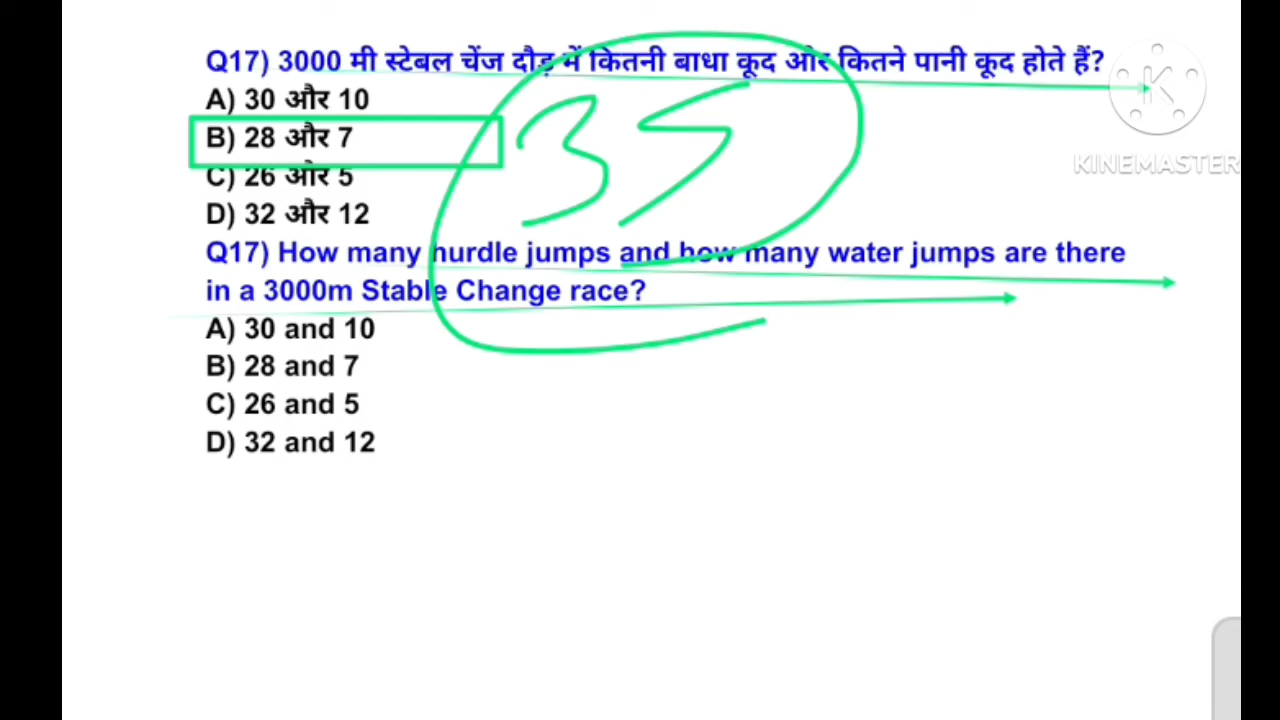 Q17) 3000 मी स्टेबल चेंज दौड़ में कितनी बाधा कूद और कितने पानी कूद होते हैं?
A) 30 और 10
B) 28 और 7
C) 26 और 5
D) 32 और 12
35
Q17) How many hurdle jumps and how many water jumps are there
in a 3000m Stable Change race?
A) 30 and 10
B) 28 and 7
C) 26 and 5
D) 32 and 12
K
KINEMASTER